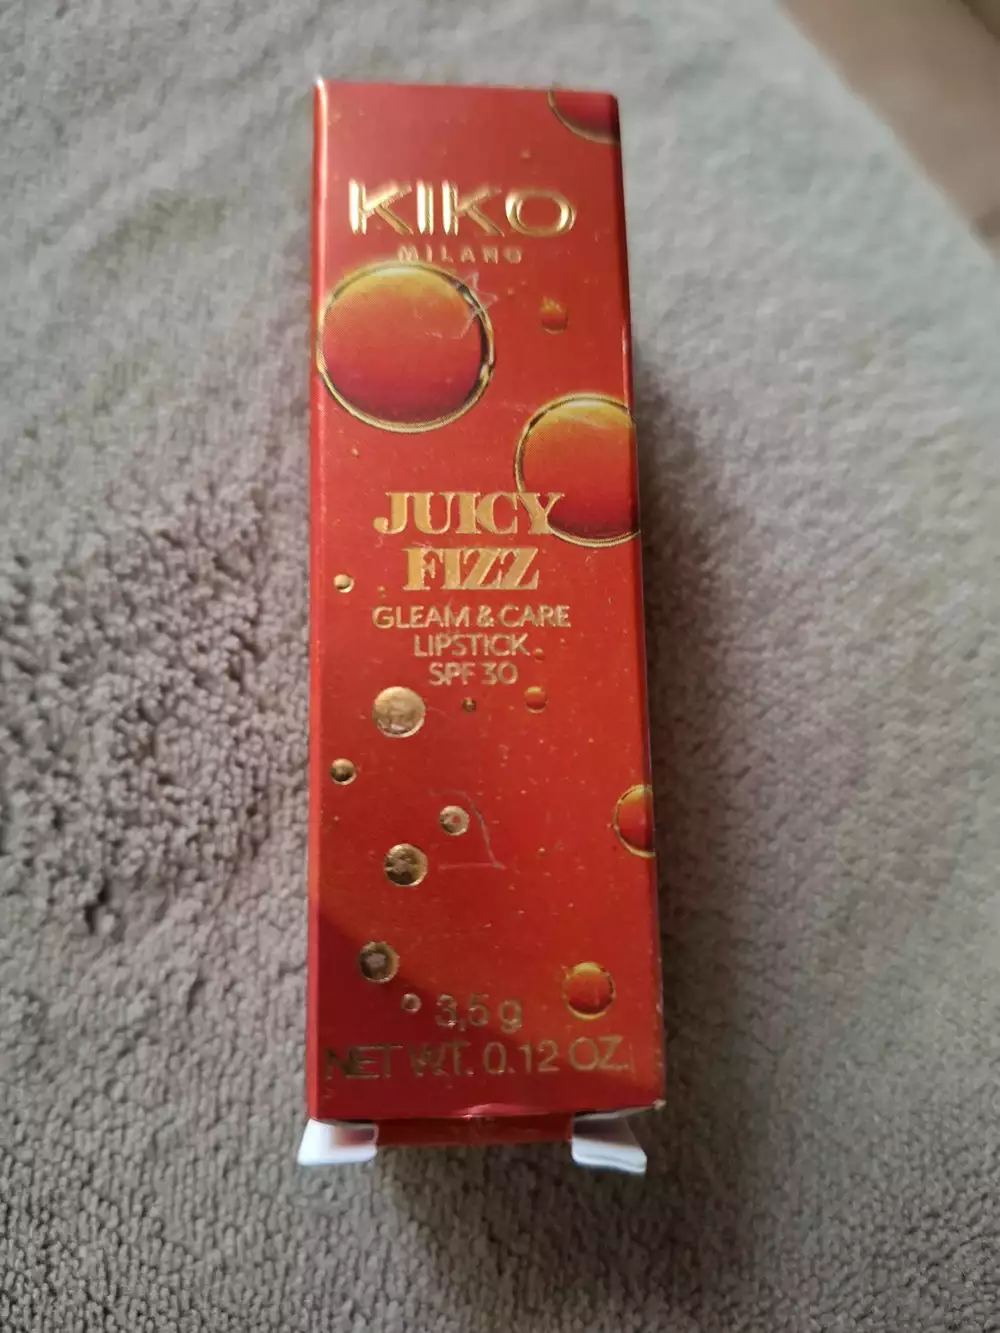 KIKO
MILANO
JUICY
FIZZ
GLEAM & CARE
LIPSTICK
SPF 30
3,5 g
NET WT. 0.12 OZ.